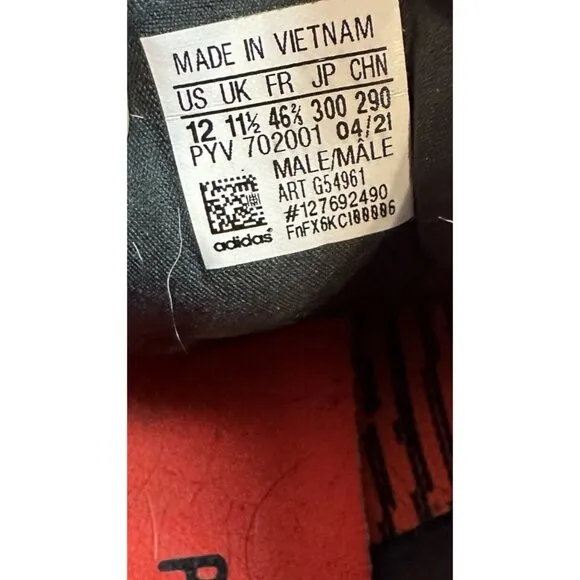 MADE IN VIETNAM
US UK FR JP CHN
12 11½ 46⅔ 300 290
PYV 702001 04/21
MALE/MÂLE
ART G54961
#127692490
FnFX6KCI00006
adidas